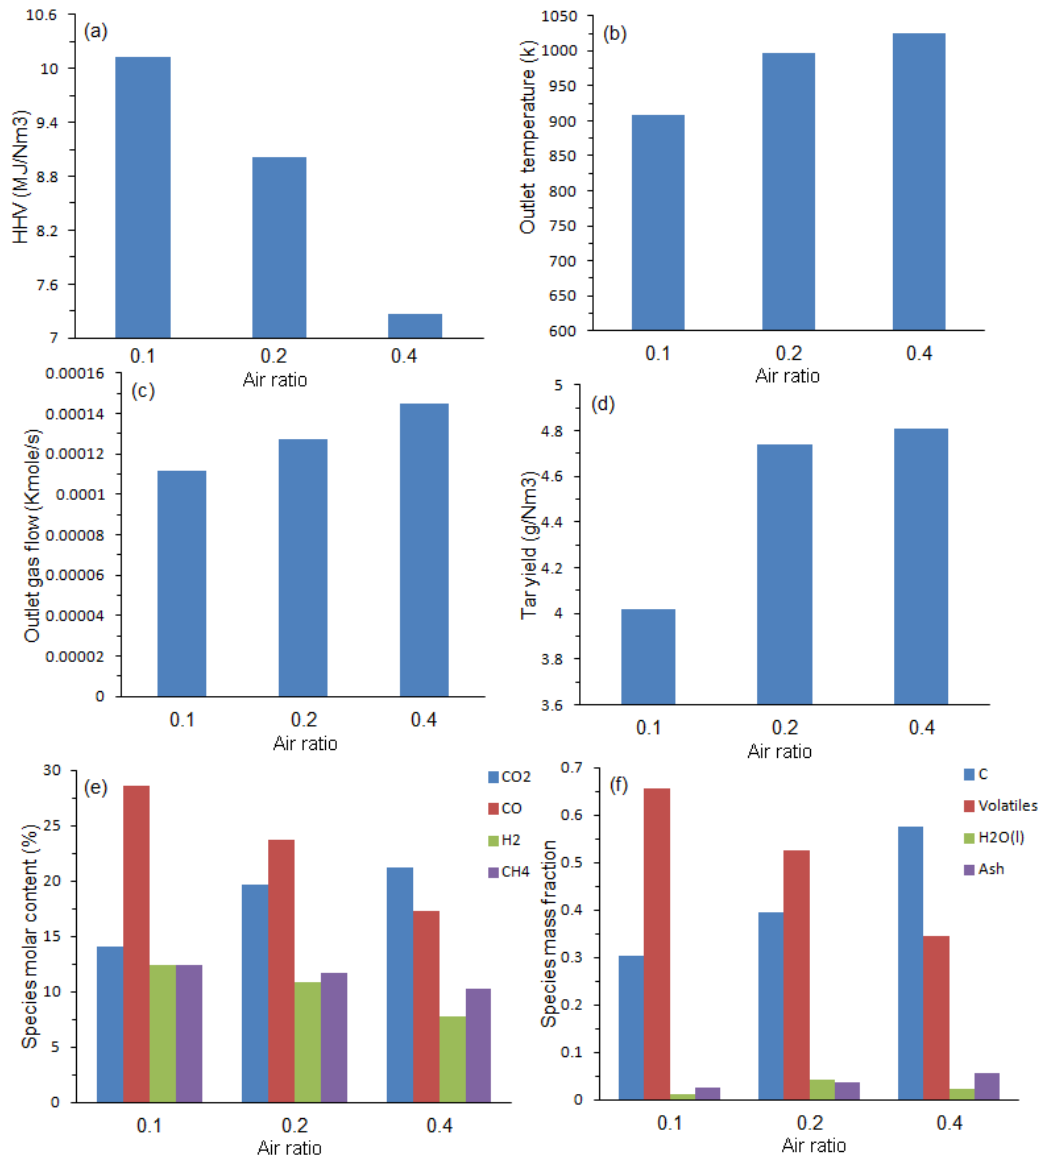 (a)
HHV (MJ/Nm3)
10.6
10
9.4
8.8
8.2
7.6
7
0.1 0.2 0.4
Air ratio
(b)
Outlet temperature (k)
1050
1000
950
900
850
800
750
700
650
600
0.1 0.2 0.4
Air ratio
(c)
Outlet gas flow (Kmole/s)
0.00016
0.00014
0.00012
0.0001
0.00008
0.00006
0.00004
0.00002
0
0.1 0.2 0.4
Air ratio
(d)
Tar yield (g/Nm3)
5
4.8
4.6
4.4
4.2
4
3.8
3.6
0.1 0.2 0.4
Air ratio
(e)
Species molar content (%)
30
25
20
15
10
5
0
CO2
CO
H2
CH4
0.1 0.2 0.4
Air ratio
(f)
Species mass fraction
0.7
0.6
0.5
0.4
0.3
0.2
0.1
0
C
Volatiles
H2O(l)
Ash
0.1 0.2 0.4
Air ratio